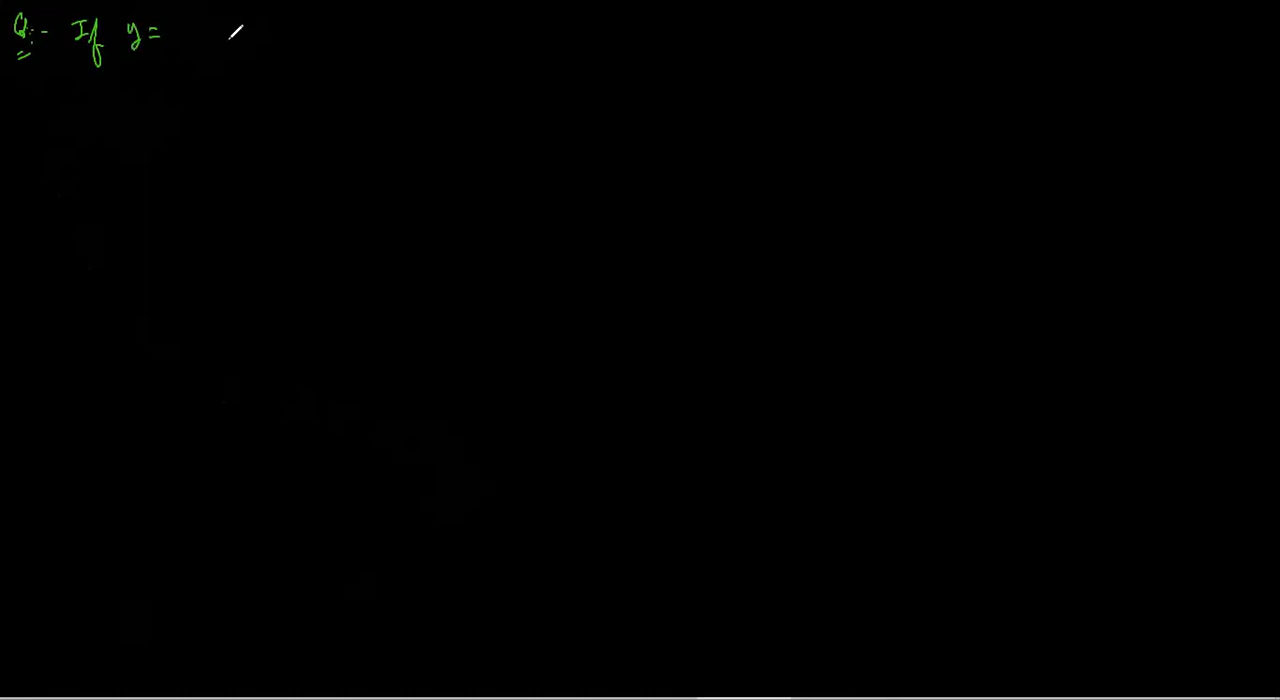 Q:- If y=